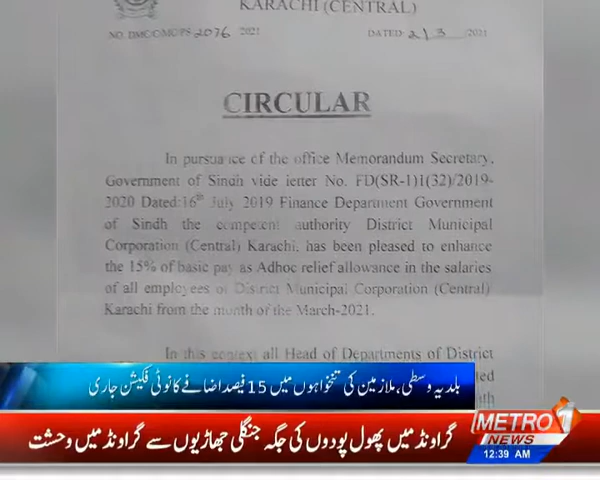 KARACHI (CENTRAL)
NO. DMC/C/MC/PS 2076 2021 DATED: 2/3 /2021
CIRCULAR
In pursuance of the office Memorandum Secretary,
Government of Sindh vide letter No. FD(SR-1)1(32)/2019-
2020 Dated:16th July 2019 Finance Department Government
of Sindh the competent authority District Municipal
Corporation (Central) Karachi, has been pleased to enhance
the 15% of basic pay as Adhoc relief allowance in the salaries
of all employees of District Municipal Corporation (Central)
Karachi from the month of the March-2021.
In this context all Head of Departments of District
بلدیہ وسطی، ملازمین کی تنخواہوں میں 15 فیصد اضافے کا نوٹی فکیشن جاری
گراونڈ میں پھول پودوں کی جگہ جنگلی جھاڑیوں سے گراونڈ میں وحشت
METRO 1
NEWS
12:39 AM